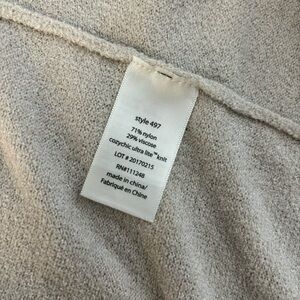 style 497
71% nylon
29% viscose
cozychic ultra lite™ knit
LOT # 20170215
RN#111248
made in china/
Fabriqué en Chine